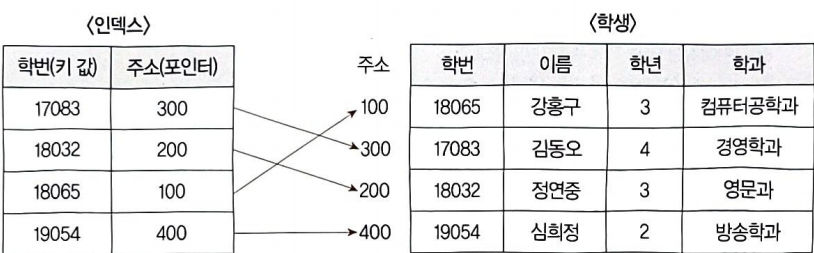 〈인덱스〉 〈학생〉
학번(키 값) 주소(포인터) 주소 학번 이름 학년 학과
17083 300 100 18065 강홍구 3 컴퓨터공학과
18032 200 300 17083 김동오 4 경영학과
18065 100 200 18032 정연중 3 영문과
19054 400 400 19054 심희정 2 방송학과